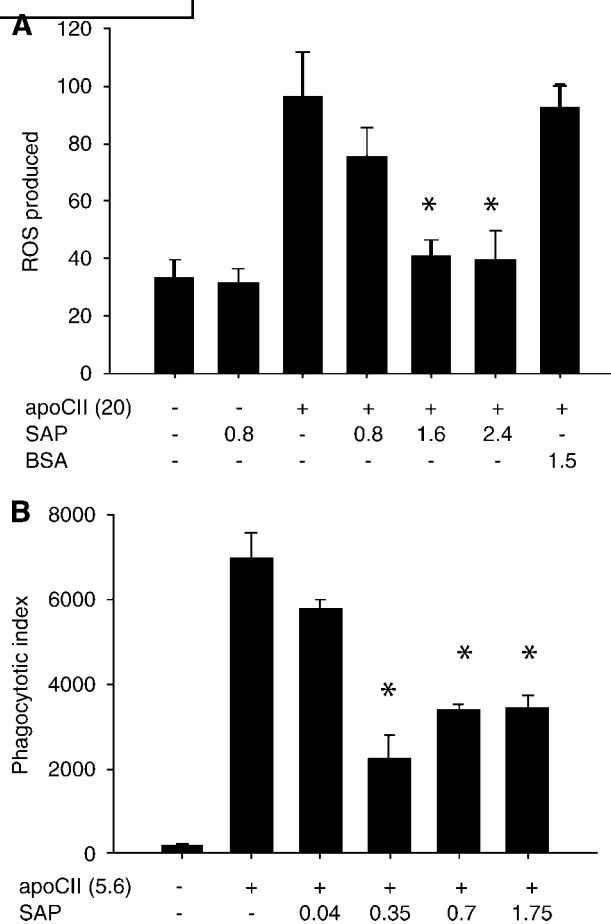 A
120
100
80
60
40
20
0
ROS produced
* *
apoCII (20) - - + + + + +
SAP - 0.8 - 0.8 1.6 2.4 -
BSA - - - - - - 1.5
B
8000
6000
4000
2000
0
Phagocytotic index
* * *
apoCII (5.6) - + + + + +
SAP - - 0.04 0.35 0.7 1.75